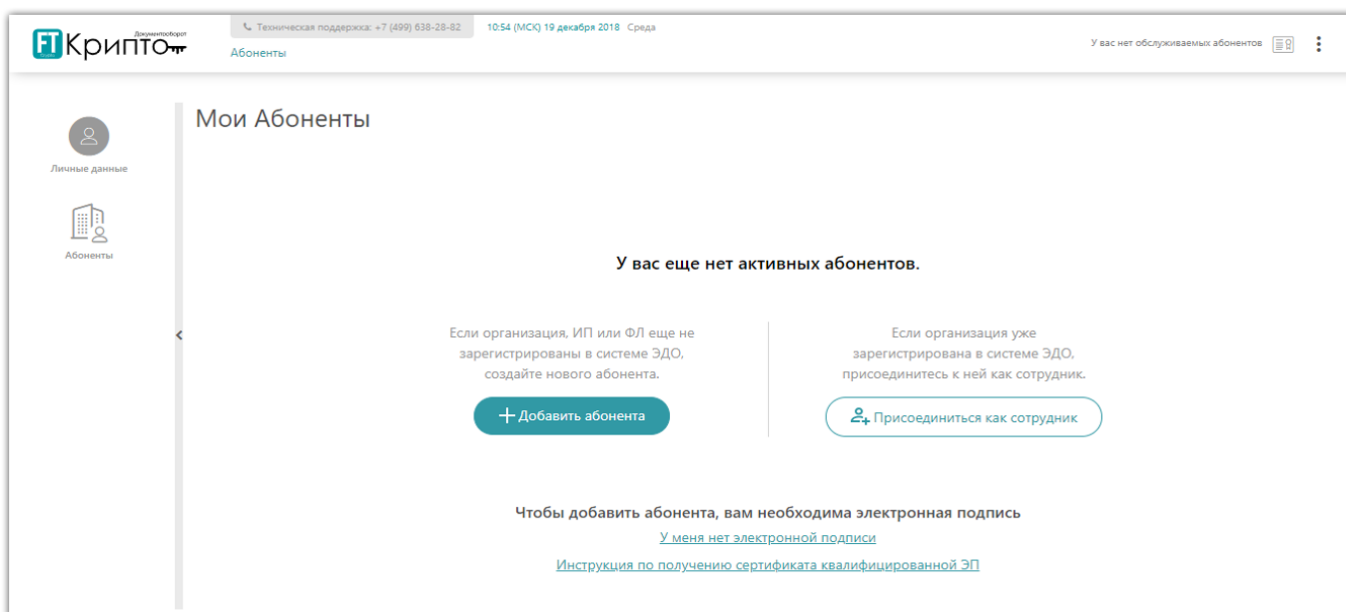 Техническая поддержка: +7 (499) 638-28-82 10:54 (МСК) 19 декабря 2018 Среда
FT Крипто Документооборот
Абоненты
У вас нет обслуживаемых абонентов
Мои Абоненты
Личные данные
Абоненты
У вас еще нет активных абонентов.
Если организация, ИП или ФЛ еще не
зарегистрированы в системе ЭДО,
создайте нового абонента.
Добавить абонента
Если организация уже
зарегистрирована в системе ЭДО,
присоединитесь к ней как сотрудник.
Присоединиться как сотрудник
Чтобы добавить абонента, вам необходима электронная подпись
У меня нет электронной подписи
Инструкция по получению сертификата квалифицированной ЭП